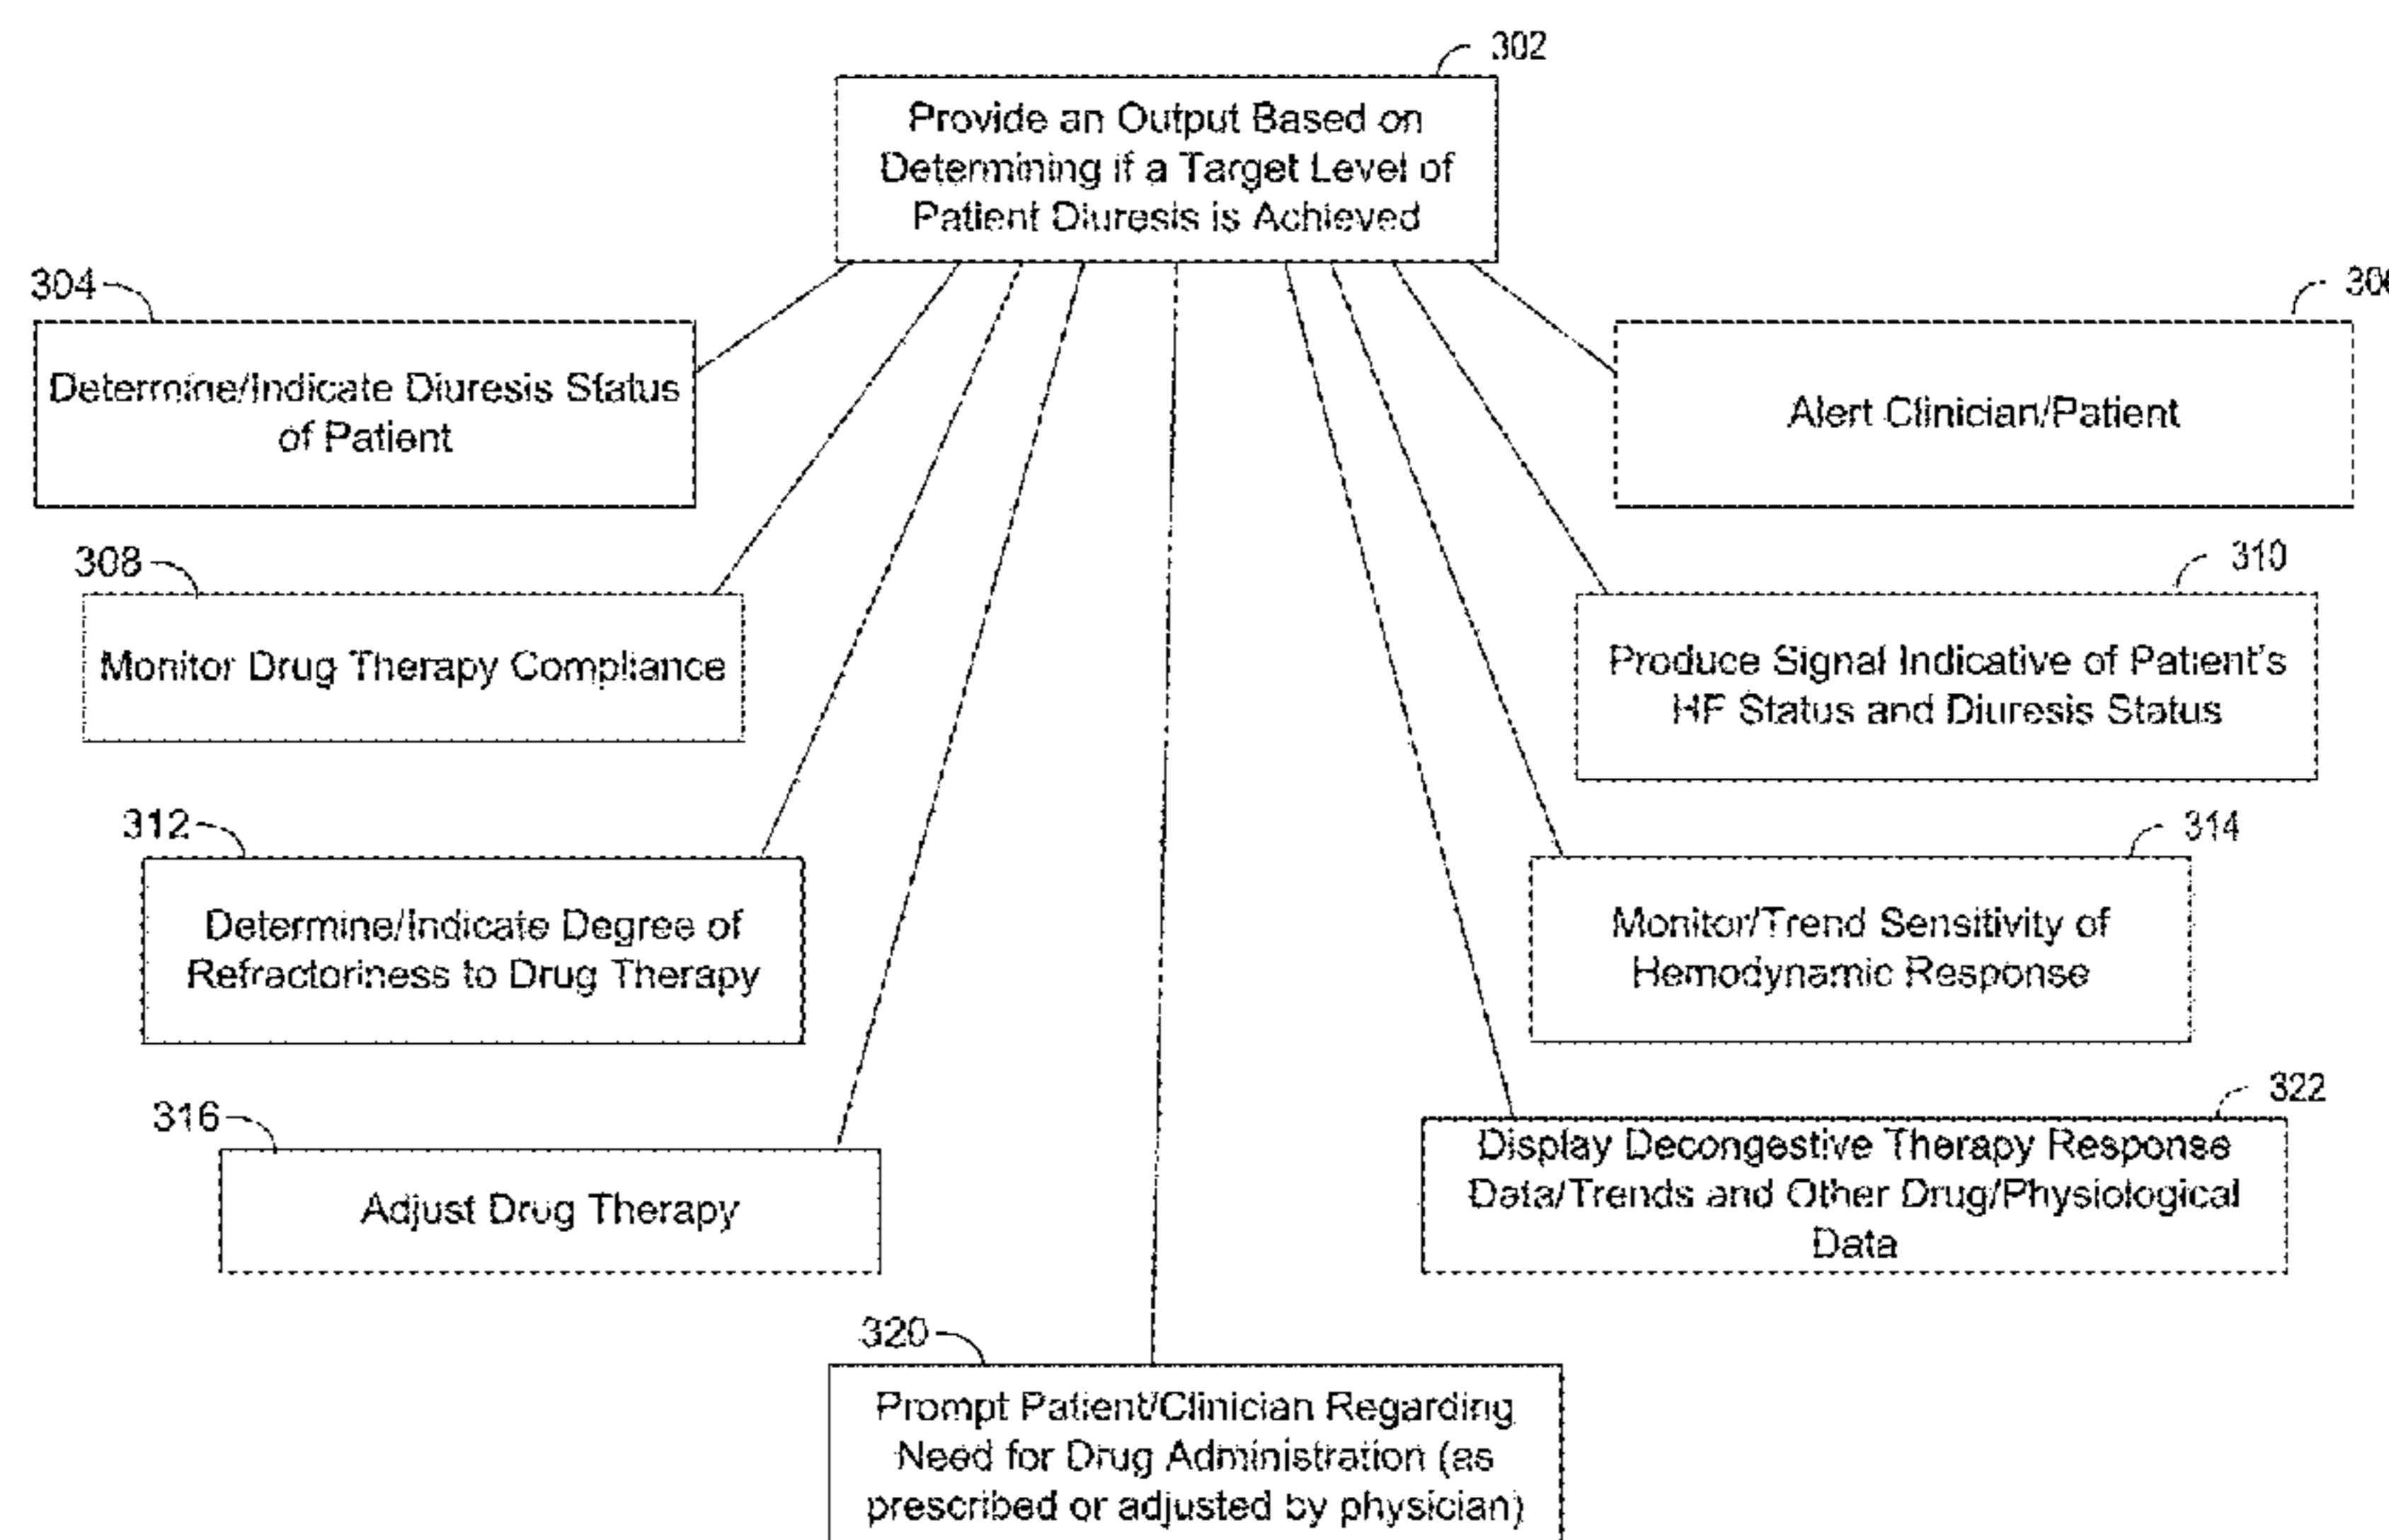 302
Provide an Output Based on
Determining if a Target Level of
Patient Diuresis is Achieved
304
Determine/Indicate Diuresis Status
of Patient
Alert Clinician/Patient
308
Monitor Drug Therapy Compliance
310
Produce Signal Indicative of Patient's
HF Status and Diuresis Status
312
Determine/Indicate Degree of
Refractoriness to Drug Therapy
314
Monitor/Trend Sensitivity of
Hemodynamic Response
316
Adjust Drug Therapy
322
Display Decongestive Therapy Response
Data/Trends and Other Drug/Physiological
Data
320
Prompt Patient/Clinician Regarding
Need for Drug Administration (as
prescribed or adjusted by physician)